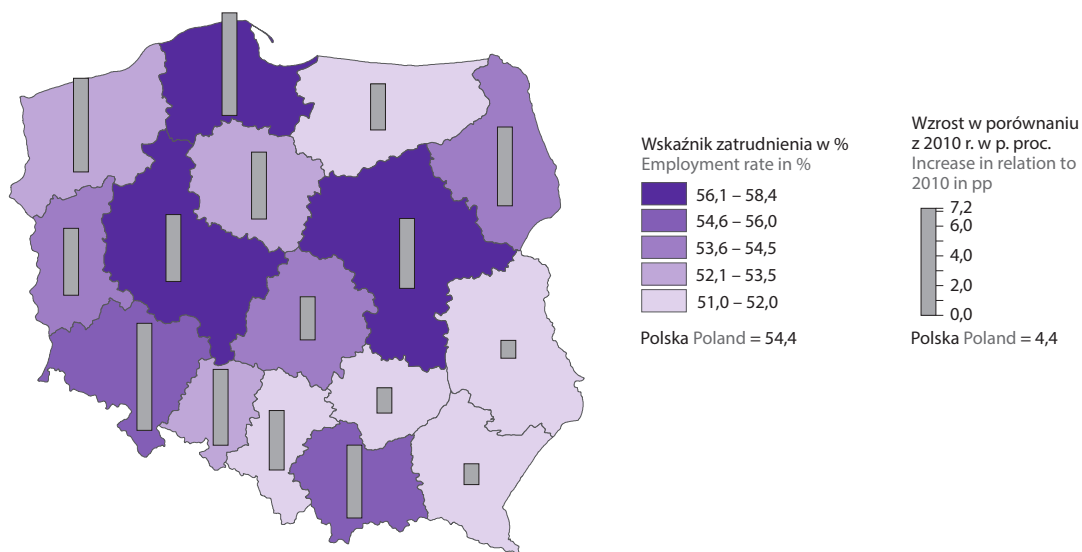 Wskaźnik zatrudnienia w %
Employment rate in %
56,1 – 58,4
54,6 – 56,0
53,6 – 54,5
52,1 – 53,5
51,0 – 52,0
Polska Poland = 54,4
Wzrost w porównaniu
z 2010 r. w p. proc.
Increase in relation to
2010 in pp
7,2
6,0
4,0
2,0
0,0
Polska Poland = 4,4